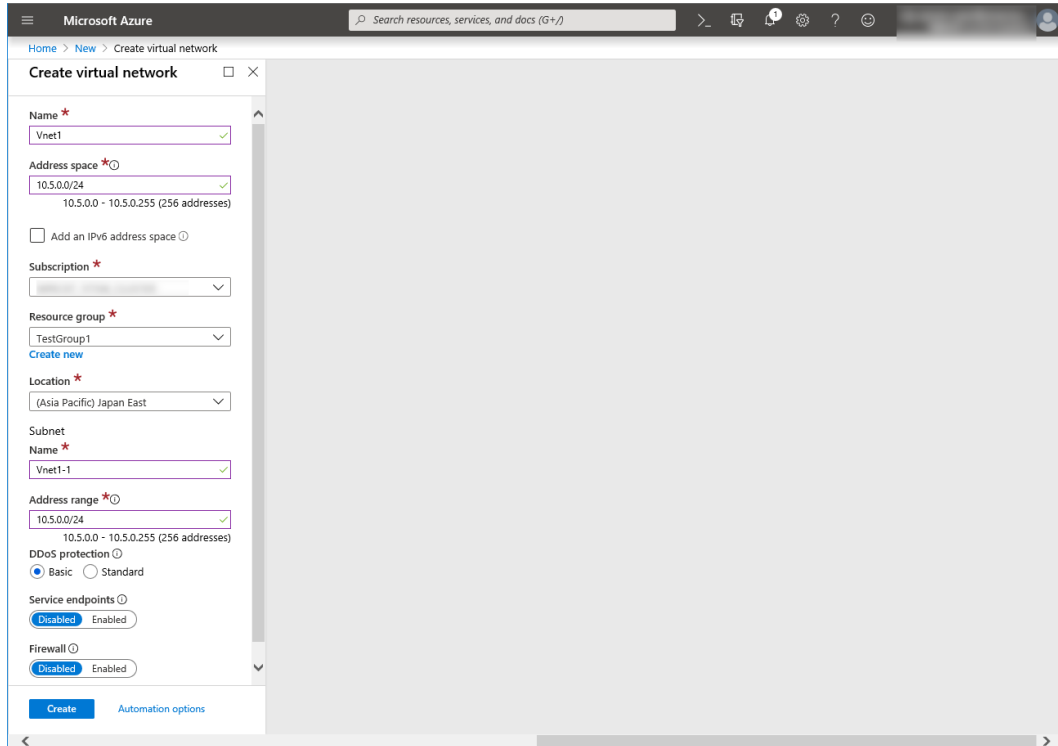 Microsoft Azure
Search resources, services, and docs (G+/)
1
Home > New > Create virtual network
Create virtual network
Name *
Vnet1
Address space *
10.5.0.0/24
10.5.0.0 - 10.5.0.255 (256 addresses)
Add an IPv6 address space
Subscription *
Resource group *
TestGroup1
Create new
Location *
(Asia Pacific) Japan East
Subnet
Name *
Vnet1-1
Address range *
10.5.0.0/24
10.5.0.0 - 10.5.0.255 (256 addresses)
DDoS protection
Basic Standard
Service endpoints
Disabled Enabled
Firewall
Disabled Enabled
Create Automation options